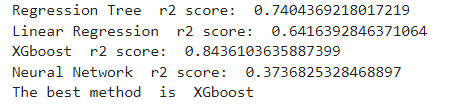 Regression Tree  r2 score:  0.7404369218017219
Linear Regression  r2 score:  0.6416392846371064
XGboost  r2 score:  0.8436103635887399
Neural Network  r2 score:  0.3736825328468897
The best method  is  XGboost